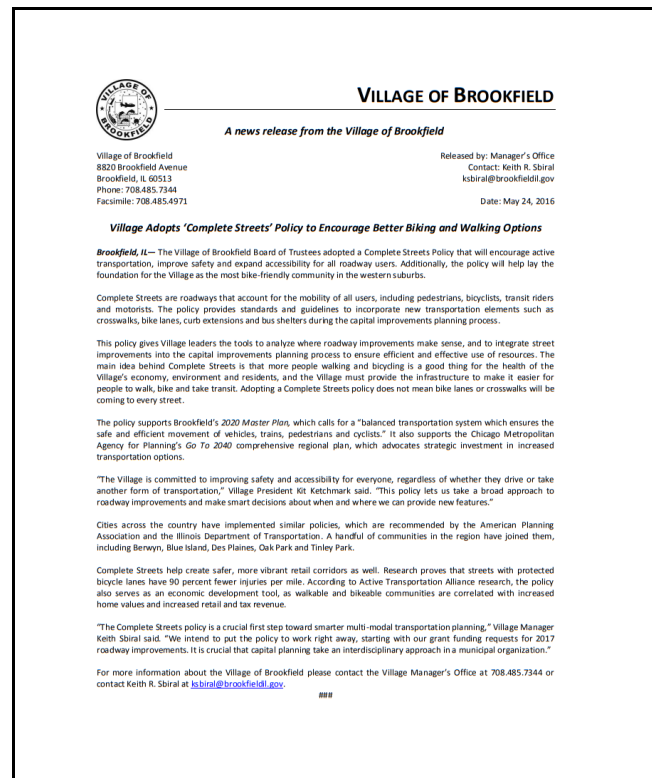 VILLAGE OF BROOKFIELD
VILLAGE OF BROOKFIELD
A news release from the Village of Brookfield
Village of Brookfield
8820 Brookfield Avenue
Brookfield, IL 60513
Phone: 708.485.7344
Facsimile: 708.485.4971
Released by: Manager's Office
Contact: Keith R. Sbiral
ksbiral@brookfieldil.gov
Date: May 24, 2016
Village Adopts ‘Complete Streets’ Policy to Encourage Better Biking and Walking Options
Brookfield, IL— The Village of Brookfield Board of Trustees adopted a Complete Streets Policy that will encourage active
transportation, improve safety and expand accessibility for all roadway users. Additionally, the policy will help lay the
foundation for the Village as the most bike-friendly community in the western suburbs.
Complete Streets are roadways that account for the mobility of all users, including pedestrians, bicyclists, transit riders
and motorists. The policy provides standards and guidelines to incorporate new transportation elements such as
crosswalks, bike lanes, curb extensions and bus shelters during the capital improvements planning process.
This policy gives Village leaders the tools to analyze where roadway improvements make sense, and to integrate street
improvements into the capital improvements planning process to ensure efficient and effective use of resources. The
main idea behind Complete Streets is that more people walking and bicycling is a good thing for the health of the
Village's economy, environment and residents, and the Village must provide the infrastructure to make it easier for
people to walk, bike and take transit. Adopting a Complete Streets policy does not mean bike lanes or crosswalks will be
coming to every street.
The policy supports Brookfield's 2020 Master Plan, which calls for a “balanced transportation system which ensures the
safe and efficient movement of vehicles, trains, pedestrians and cyclists.” It also supports the Chicago Metropolitan
Agency for Planning's Go To 2040 comprehensive regional plan, which advocates strategic investment in increased
transportation options.
“The Village is committed to improving safety and accessibility for everyone, regardless of whether they drive or take
another form of transportation,” Village President Kit Ketchmark said. “This policy lets us take a broad approach to
roadway improvements and make smart decisions about when and where we can provide new features.”
Cities across the country have implemented similar policies, which are recommended by the American Planning
Association and the Illinois Department of Transportation. A handful of communities in the region have joined them,
including Berwyn, Blue Island, Des Plaines, Oak Park and Tinley Park.
Complete Streets help create safer, more vibrant retail corridors as well. Research proves that streets with protected
bicycle lanes have 90 percent fewer injuries per mile. According to Active Transportation Alliance research, the policy
also serves as an economic development tool, as walkable and bikeable communities are correlated with increased
home values and increased retail and tax revenue.
“The Complete Streets policy is a crucial first step toward smarter multi-modal transportation planning,” Village Manager
Keith Sbiral said. “We intend to put the policy to work right away, starting with our grant funding requests for 2017
roadway improvements. It is crucial that capital planning take an interdisciplinary approach in a municipal organization.”
For more information about the Village of Brookfield please contact the Village Manager's Office at 708.485.7344 or
contact Keith R. Sbiral at ksbiral@brookfieldil.gov.
###